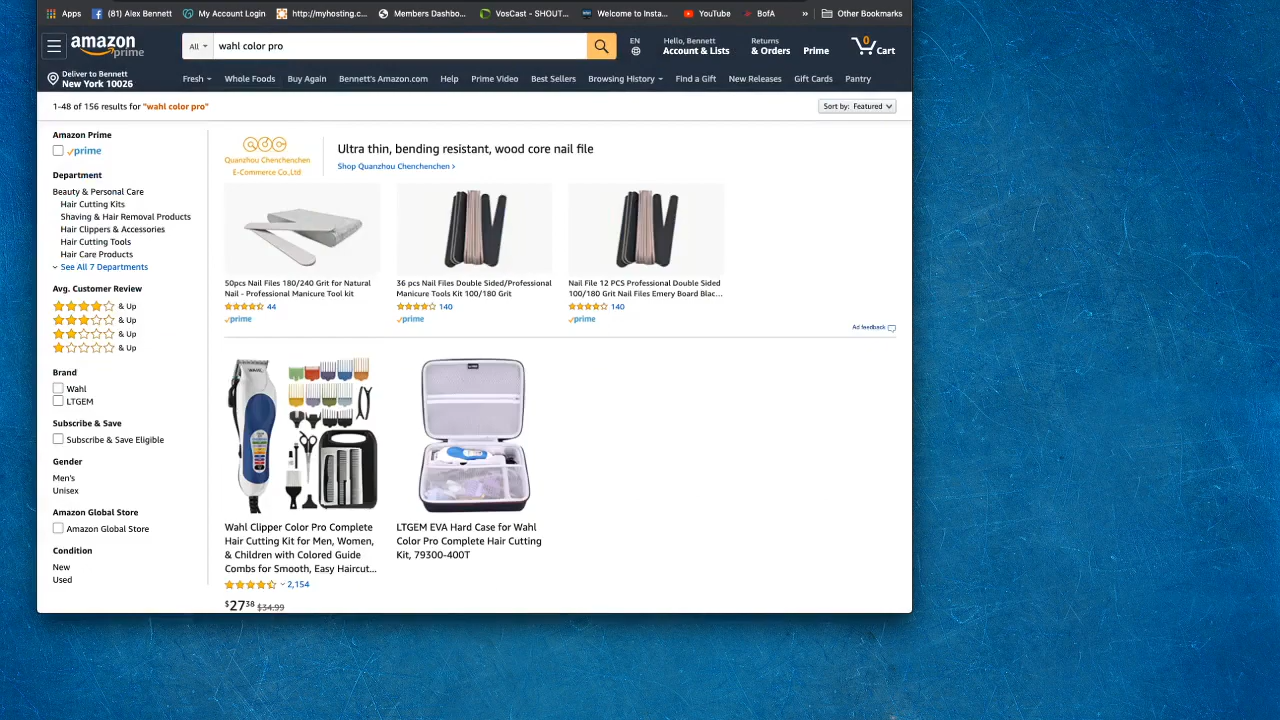 Apps
(81) Alex Bennett
My Account Login
http://myhosting.c...
Members Dashbo...
VosCast - SHOUT...
Welcome to Insta...
YouTube
BofA
»
Other Bookmarks
amazon
prime
All
wahl color pro
EN
Hello, Bennett
Account & Lists
Returns
& Orders
Prime
0
Cart
Deliver to Bennett
New York 10026
Fresh
Whole Foods
Buy Again
Bennett's Amazon.com
Help
Prime Video
Best Sellers
Browsing History
Find a Gift
New Releases
Gift Cards
Pantry
1-48 of 156 results for "wahl color pro"
Sort by: Featured
Amazon Prime
prime
Department
Beauty & Personal Care
Hair Cutting Kits
Shaving & Hair Removal Products
Hair Clippers & Accessories
Hair Cutting Tools
Hair Care Products
See All 7 Departments
Avg. Customer Review
& Up
& Up
& Up
& Up
Brand
Wahl
LTGEM
Subscribe & Save
Subscribe & Save Eligible
Gender
Men's
Unisex
Amazon Global Store
Amazon Global Store
Condition
New
Used
Quanzhou Chenchenchen
E-Commerce Co,Ltd
Ultra thin, bending resistant, wood core nail file
Shop Quanzhou Chenchenchen ›
50pcs Nail Files 180/240 Grit for Natural
Nail - Professional Manicure Tool kit
44
prime
36 pcs Nail Files Double Sided/Professional
Manicure Tools Kit 100/180 Grit
140
prime
Nail File 12 PCS Professional Double Sided
100/180 Grit Nail Files Emery Board Blac...
140
prime
Ad feedback
WAHL
Wahl Clipper Color Pro Complete
Hair Cutting Kit for Men, Women,
& Children with Colored Guide
Combs for Smooth, Easy Haircut...
2,154
$27.38 $34.99
LTGEM EVA Hard Case for Wahl
Color Pro Complete Hair Cutting
Kit, 79300-400T